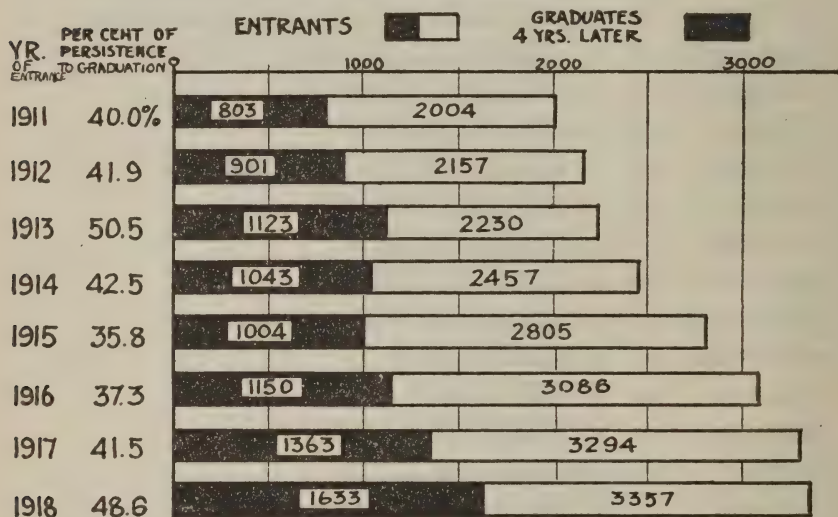 ENTRANTS
GRADUATES
4 YRS. LATER
YR. OF ENTRANCE
PER CENT OF
PERSISTENCE
TO GRADUATION
0 1000 2000 3000
1911 40.0% 803 2004
1912 41.9 901 2157
1913 50.5 1123 2230
1914 42.5 1043 2457
1915 35.8 1004 2805
1916 37.3 1150 3086
1917 41.5 1363 3294
1918 48.6 1633 3357